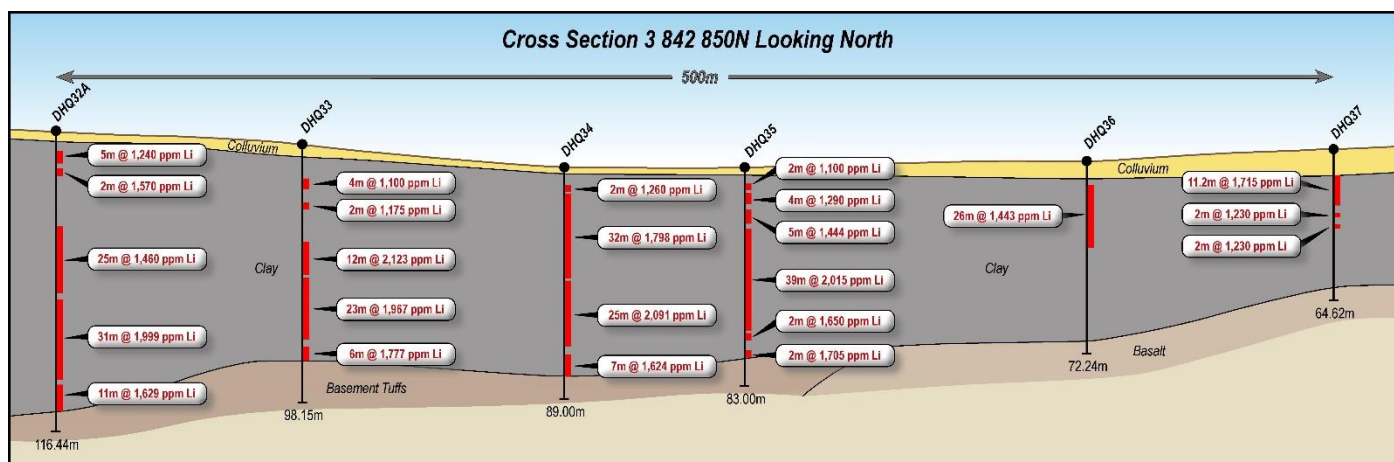 Cross Section 3 842 850N Looking North
500m
DHQ32A
DHQ33
DHQ34
DHQ35
DHQ36
DHQ37
Colluvium
Colluvium
5m @ 1,240 ppm Li
2m @ 1,570 ppm Li
25m @ 1,460 ppm Li
31m @ 1,999 ppm Li
11m @ 1,629 ppm Li
116.44m
Clay
4m @ 1,100 ppm Li
2m @ 1,175 ppm Li
12m @ 2,123 ppm Li
23m @ 1,967 ppm Li
6m @ 1,777 ppm Li
98.15m
Basement Tuffs
2m @ 1,260 ppm Li
32m @ 1,798 ppm Li
25m @ 2,091 ppm Li
7m @ 1,624 ppm Li
89.00m
2m @ 1,100 ppm Li
4m @ 1,290 ppm Li
5m @ 1,444 ppm Li
39m @ 2,015 ppm Li
2m @ 1,650 ppm Li
2m @ 1,705 ppm Li
83.00m
26m @ 1,443 ppm Li
Clay
72.24m
Basalt
11.2m @ 1,715 ppm Li
2m @ 1,230 ppm Li
2m @ 1,230 ppm Li
64.62m